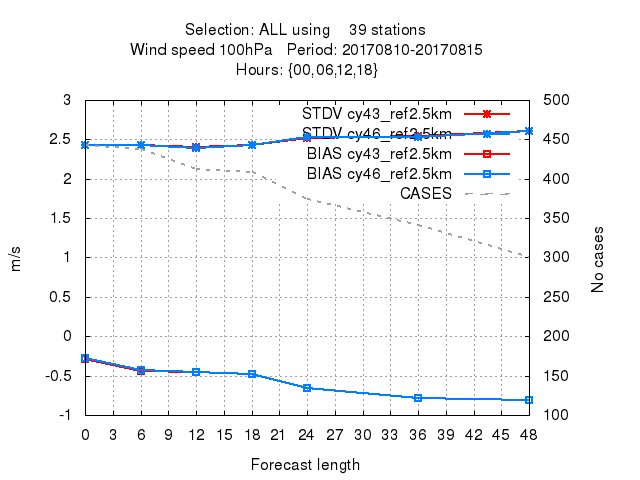 Selection: ALL using 39 stations
Wind speed 100hPa Period: 20170810-20170815
Hours: {00,06,12,18}
3 500
STDV cy43_ref2.5km
2.5 450
STDV cy46_ref2.5km
BIAS cy43_ref2.5km
2 400
BIAS cy46_ref2.5km
CASES
1.5 350
1 300
m/s
No cases
0.5 250
0 200
-0.5 150
-1 100
0 3 6 9 12 15 18 21 24 27 30 33 36 39 42 45 48
Forecast length